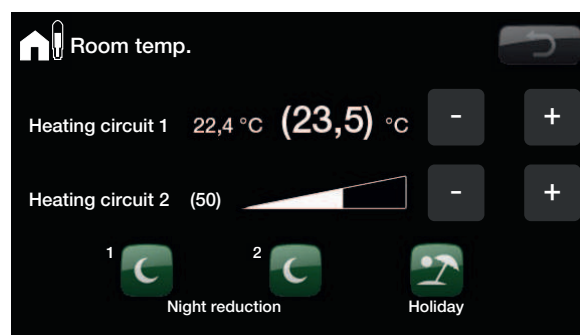 Room temp.
Heating circuit 1 22,4 °C (23,5) °C - +
Heating circuit 2 (50) - +
1 2
Night reduction Holiday